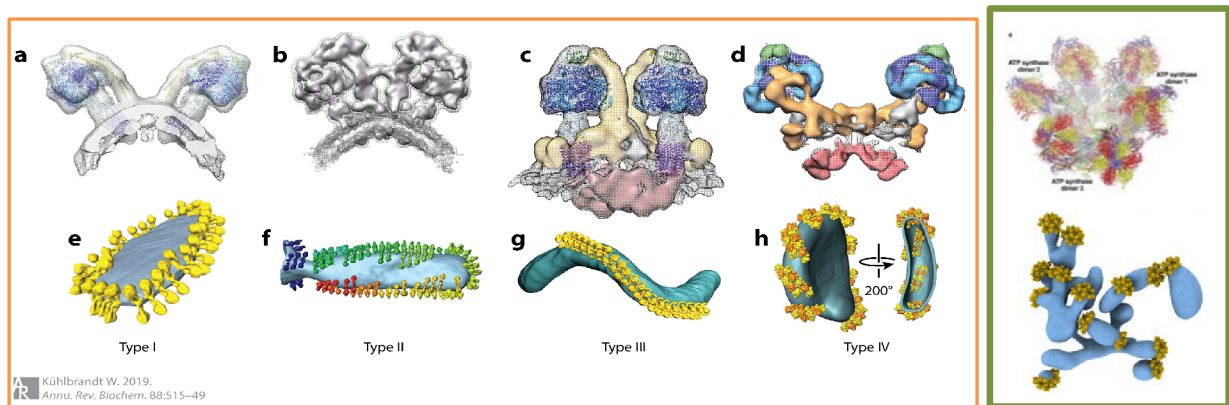 a
b
c
d
e
f
g
h
200°
Type I
Type II
Type III
Type IV
AR
Kühlbrandt W. 2019.
Annu. Rev. Biochem. 88:515–49
ATP synthase
dimer 2
ATP synthase
dimer 1
ATP synthase
dimer 3